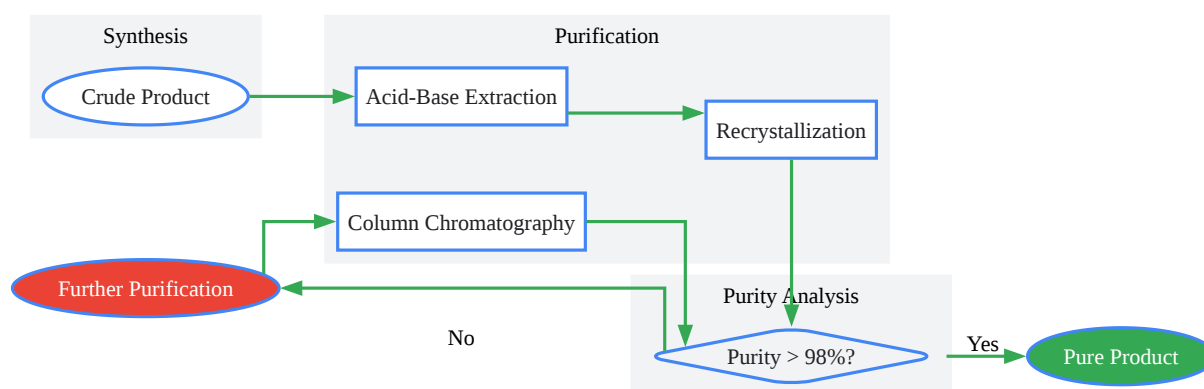 Synthesis
Purification
Crude Product
Acid-Base Extraction
Recrystallization
Column Chromatography
Further Purification
Purity Analysis
No
Purity > 98%?
Yes
Pure Product